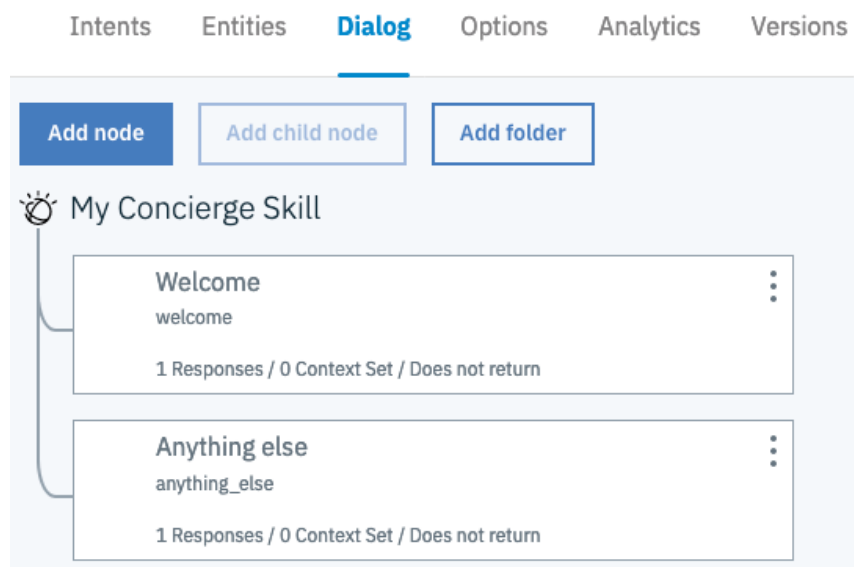 Intents Entities Dialog Options Analytics Versions
Add node Add child node Add folder
My Concierge Skill
Welcome
welcome
1 Responses / 0 Context Set / Does not return
Anything else
anything_else
1 Responses / 0 Context Set / Does not return